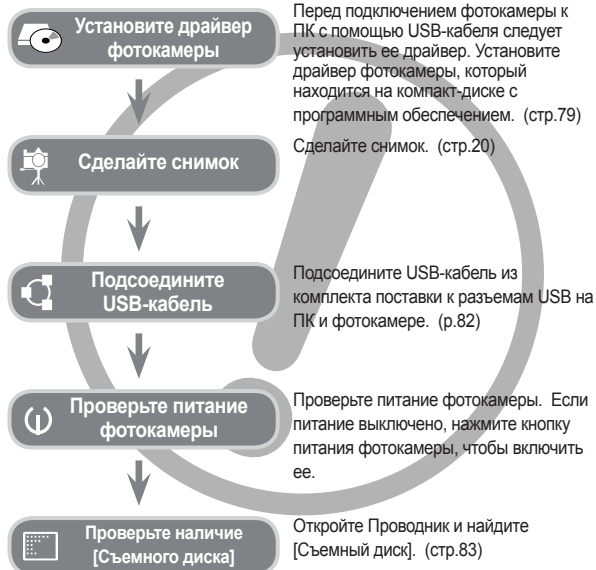 Установите драйвер
фотокамеры
Перед подключением фотокамеры к
ПК с помощью USB-кабеля следует
установить ее драйвер. Установите
драйвер фотокамеры, который
находится на компакт-диске с
программным обеспечением. (стр.79)
Сделайте снимок
Сделайте снимок. (стр.20)
Подсоедините
USB-кабель
Подсоедините USB-кабель из
комплекта поставки к разъемам USB на
ПК и фотокамере. (p.82)
Проверьте питание
фотокамеры
Проверьте питание фотокамеры. Если
питание выключено, нажмите кнопку
питания фотокамеры, чтобы включить
ее.
Проверьте наличие
[Съемного диска]
Откройте Проводник и найдите
[Съемный диск]. (стр.83)